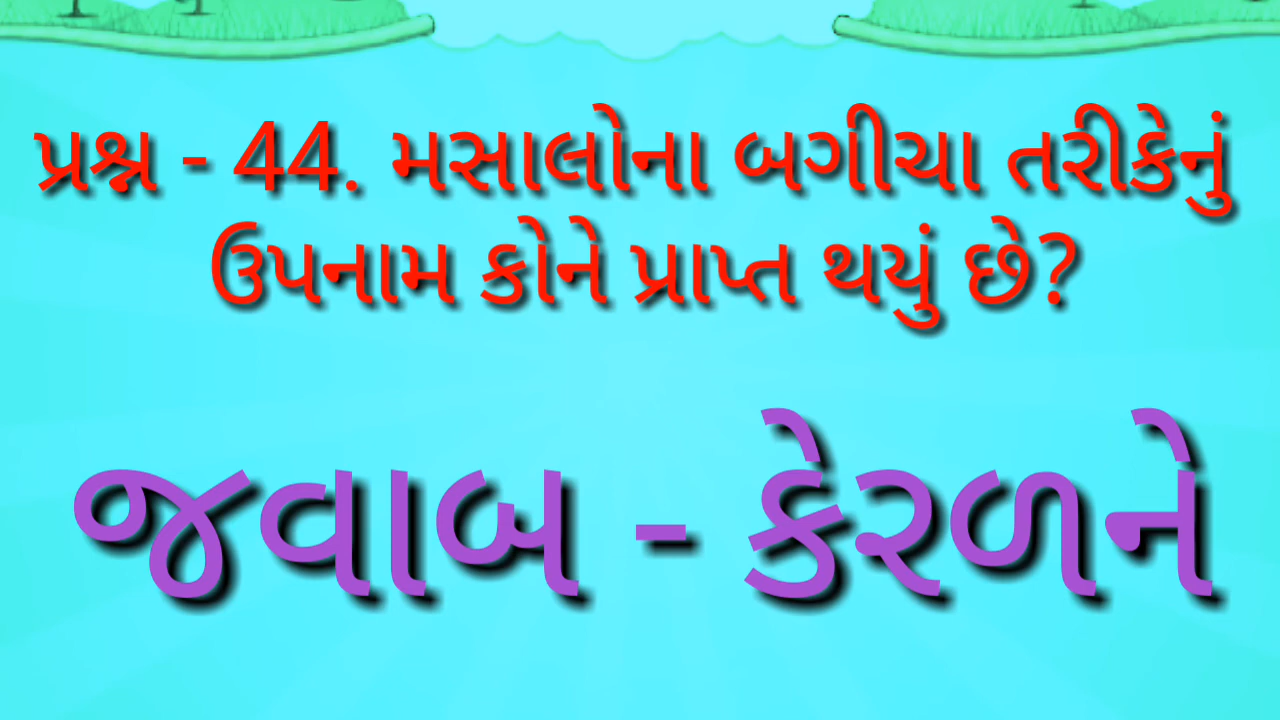 પ્રશ્ન - 44. મસાલોના બગીચા તરીકેનું
ઉપનામ કોને પ્રાપ્ત થયું છે?
જવાબ - કેરળને